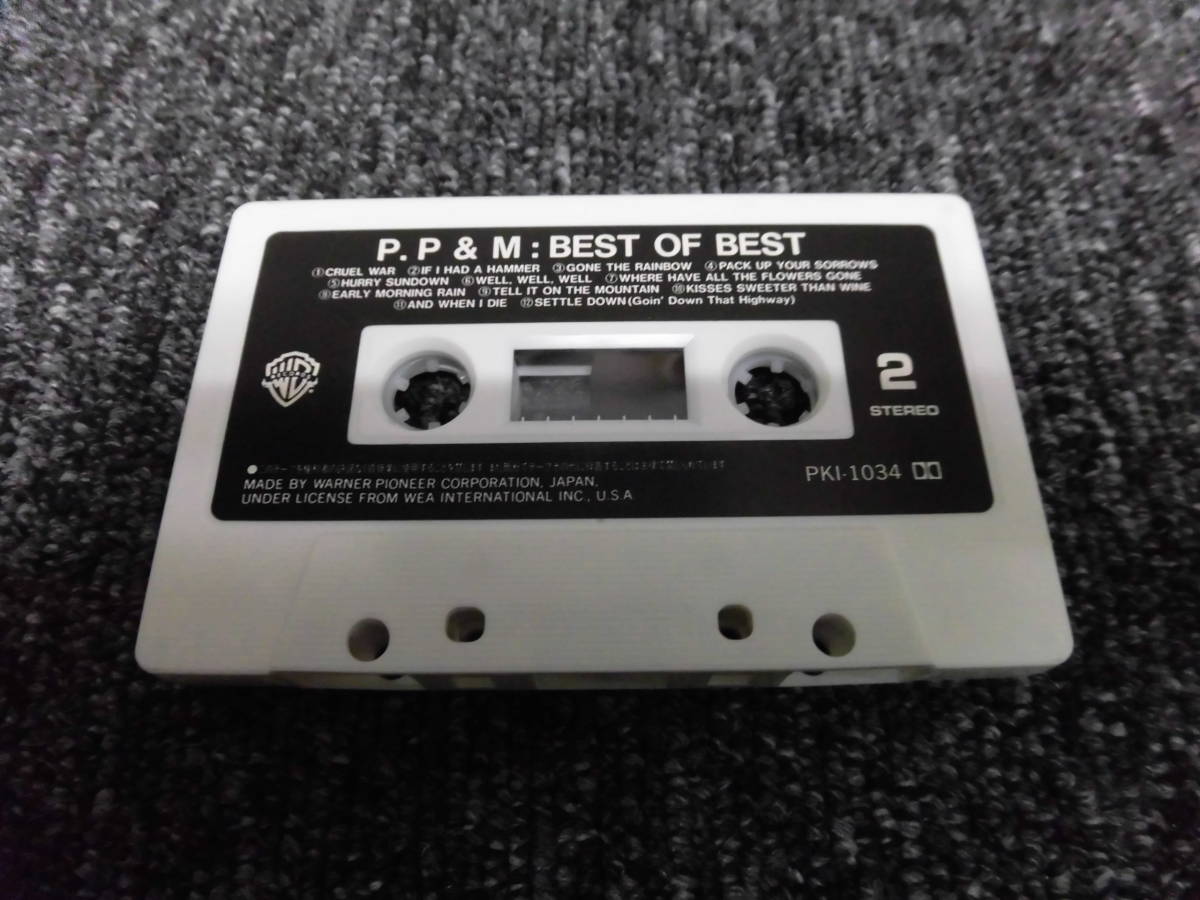 P.P & M : BEST OF BEST
①CRUEL WAR ②IF I HAD A HAMMER ③GONE THE RAINBOW ④PACK UP YOUR SORROWS
⑤HURRY SUNDOWN ⑥WELL, WELL, WELL ⑦WHERE HAVE ALL THE FLOWERS GONE
⑧EARLY MORNING RAIN ⑨TELL IT ON THE MOUNTAIN ⑩KISSES SWEETER THAN WINE
⑪AND WHEN I DIE ⑫SETTLE DOWN (Goin' Down That Highway)
2
STEREO
MADE BY WARNER PIONEER CORPORATION, JAPAN,
UNDER LICENSE FROM WEA INTERNATIONAL INC., U.S.A
PKI-1034